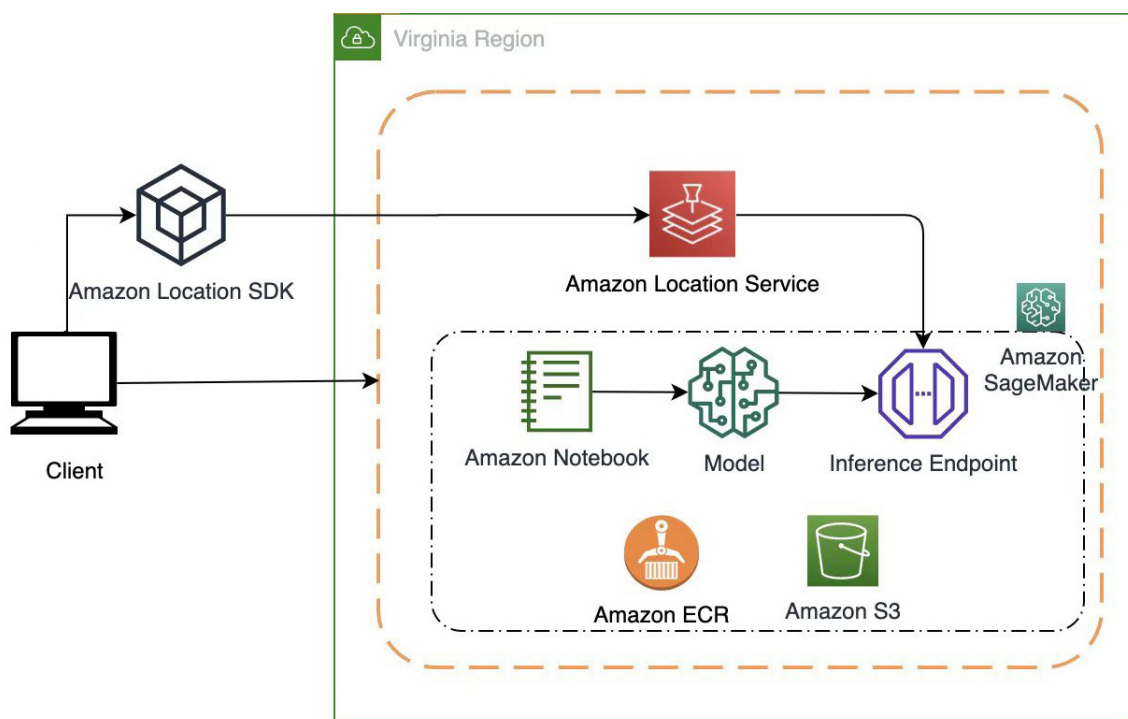 Virginia Region
Amazon Location SDK
Amazon Location Service
Amazon
SageMaker
Client
Amazon Notebook
Model
Inference Endpoint
Amazon ECR
Amazon S3